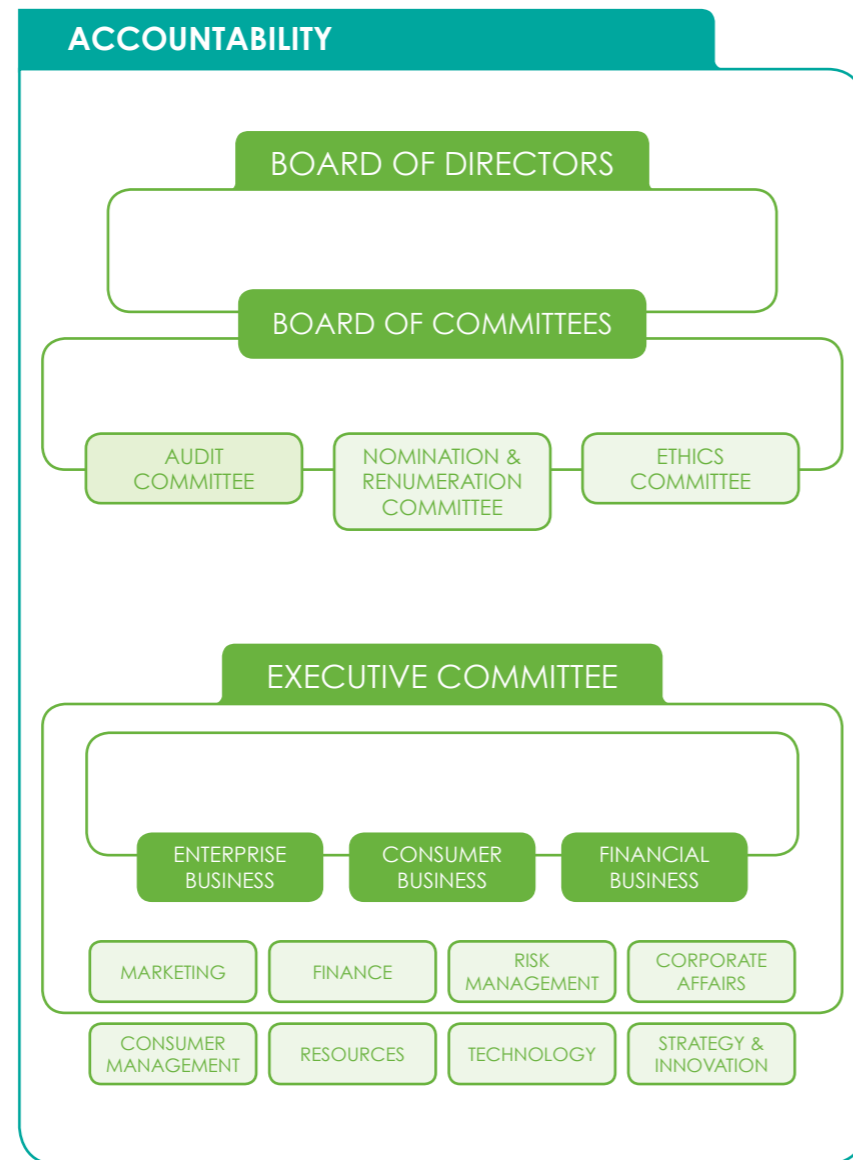 ACCOUNTABILITY
BOARD OF DIRECTORS
BOARD OF COMMITTEES
AUDIT
COMMITTEE
NOMINATION &
RENUMERATION
COMMITTEE
ETHICS
COMMITTEE
EXECUTIVE COMMITTEE
ENTERPRISE
BUSINESS
CONSUMER
BUSINESS
FINANCIAL
BUSINESS
MARKETING
FINANCE
RISK
MANAGEMENT
CORPORATE
AFFAIRS
CONSUMER
MANAGEMENT
RESOURCES
TECHNOLOGY
STRATEGY &
INNOVATION